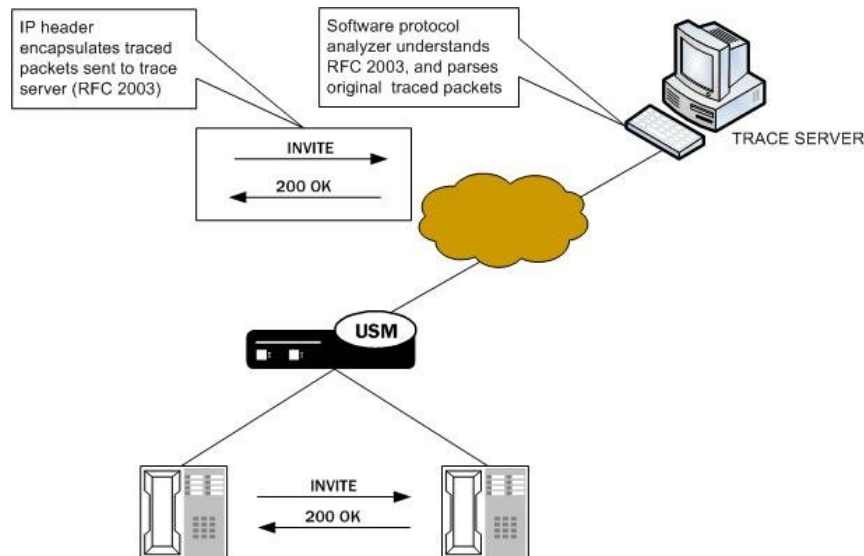 IP header
encapsulates traced
packets sent to trace
server (RFC 2003)
Software protocol
analyzer understands
RFC 2003, and parses
original traced packets
TRACE SERVER
INVITE
200 OK
USM
INVITE
200 OK